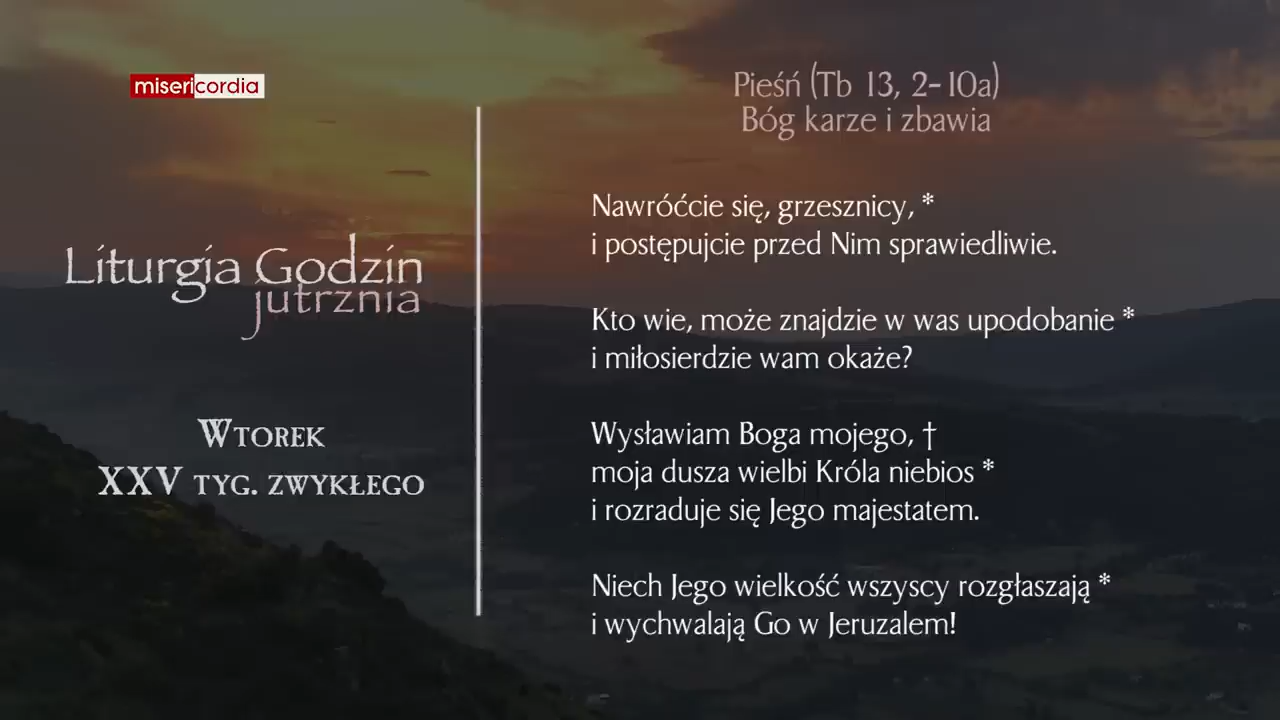 misericordia
Liturgia Godzin
jutrznia
Wtorek
XXV tyg. zwykłego
Pieśń (Tb 13, 2-10a)
Bóg karze i zbawia
Nawróćcie się, grzesznicy, *
i postępujcie przed Nim sprawiedliwie.
Kto wie, może znajdzie w was upodobanie *
i miłosierdzie wam okaże?
Wysławiam Boga mojego, †
moja dusza wielbi Króla niebios *
i rozraduje się Jego majestatem.
Niech Jego wielkość wszyscy rozgłaszają *
i wychwalają Go w Jeruzalem!